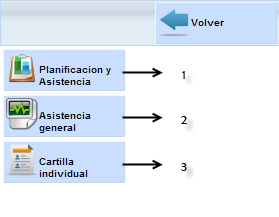 Volver
Planificacion y
Asistencia
1
Asistencia
general
2
Cartilla
individual
3